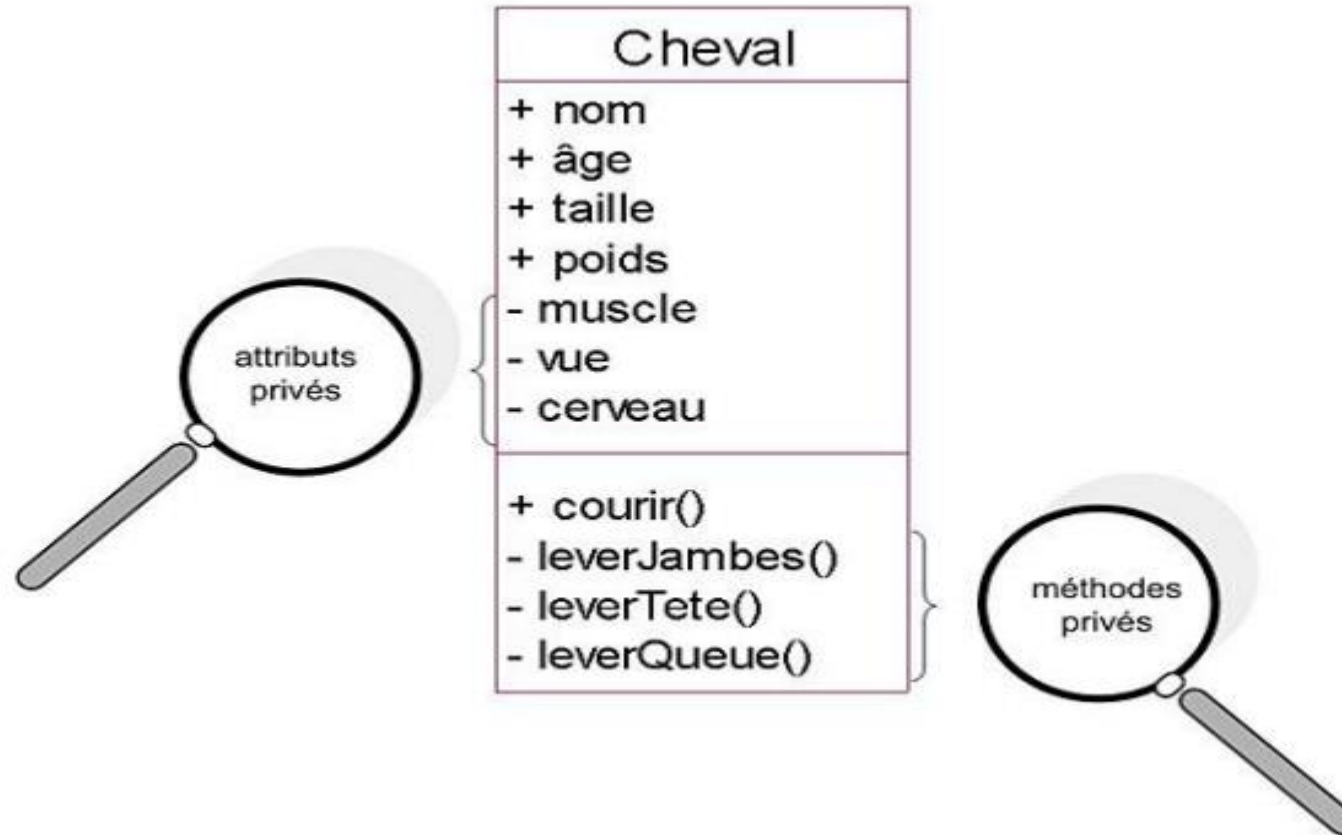 Cheval
+ nom
+ âge
+ taille
+ poids
- muscle
- vue
- cerveau
attributs
privés
+ courir()
- leverJambes()
- leverTete()
- leverQueue()
méthodes
privés